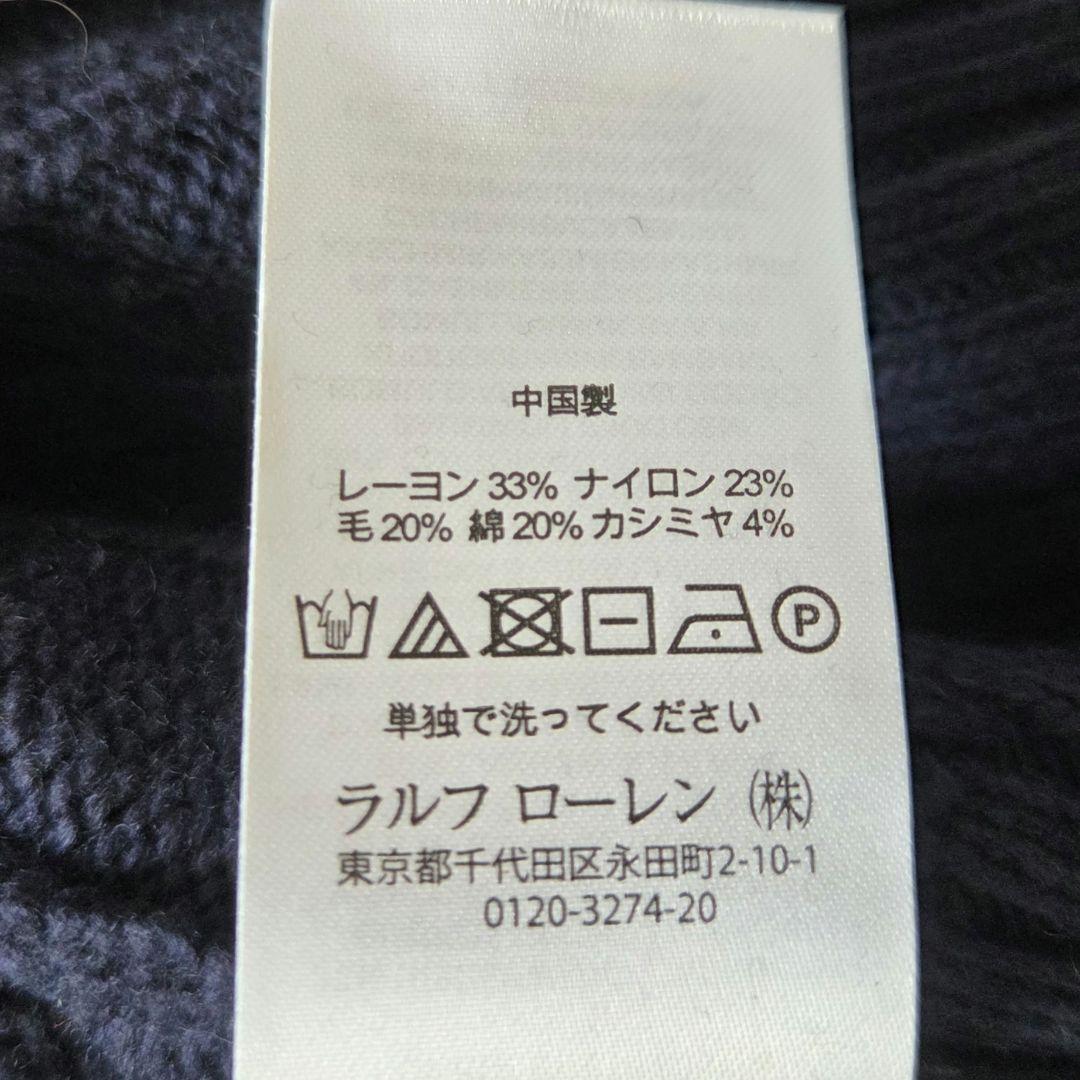 中国製
レーヨン 33% ナイロン 23%
毛 20% 綿 20% カシミヤ 4%
P
単独で洗ってください
ラルフ ローレン ㈱
東京都千代田区永田町2-10-1
0120-3274-20